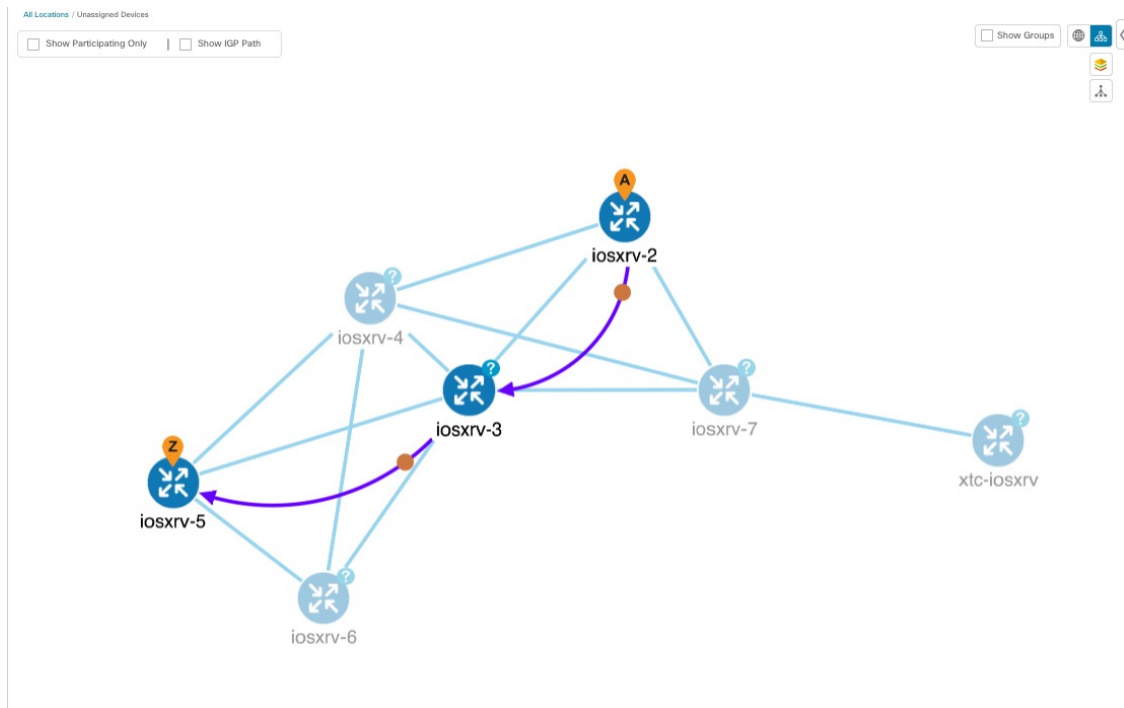 All Locations / Unassigned Devices
Show Participating Only | Show IGP Path
Show Groups
A
iosxrv-2
?
iosxrv-4
?
iosxrv-3
?
iosxrv-7
?
xtc-iosxrv
Z
iosxrv-5
?
iosxrv-6